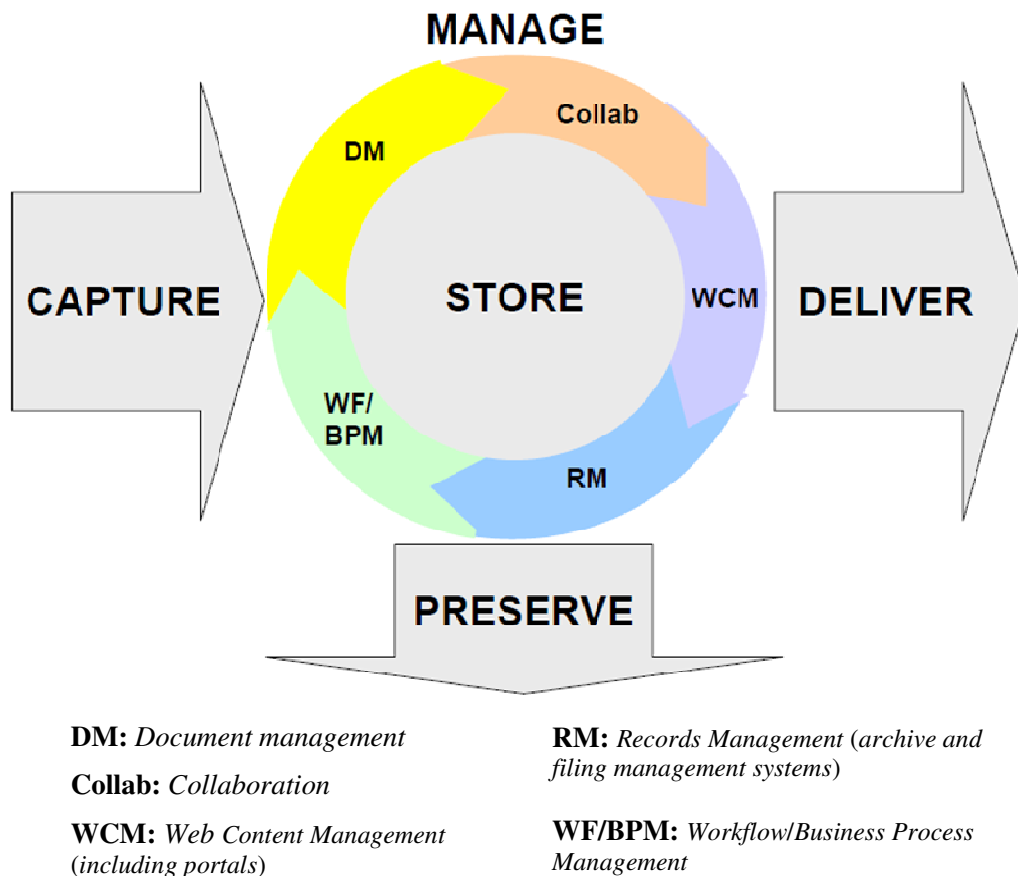 MANAGE
Collab
DM
CAPTURE
STORE
WCM
DELIVER
WF/
BPM
RM
PRESERVE
DM: Document management
Collab: Collaboration
WCM: Web Content Management
(including portals)
RM: Records Management (archive and
filing management systems)
WF/BPM: Workflow/Business Process
Management